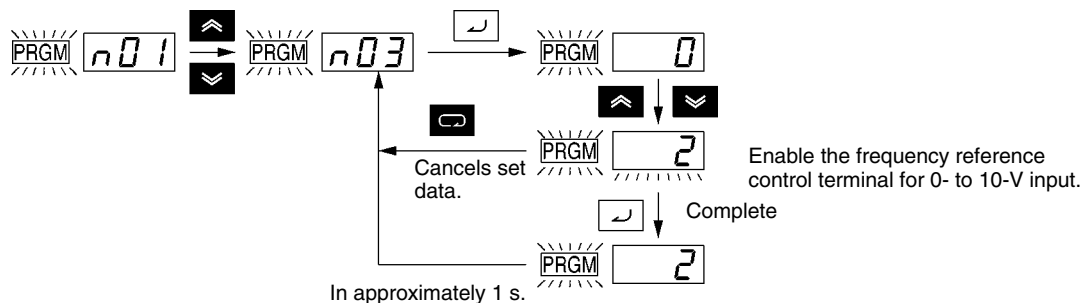 PRGM n01 PRGM n03 PRGM 0
PRGM 2
Cancels set
data.
Enable the frequency reference
control terminal for 0- to 10-V input.
Complete
PRGM 2
In approximately 1 s.